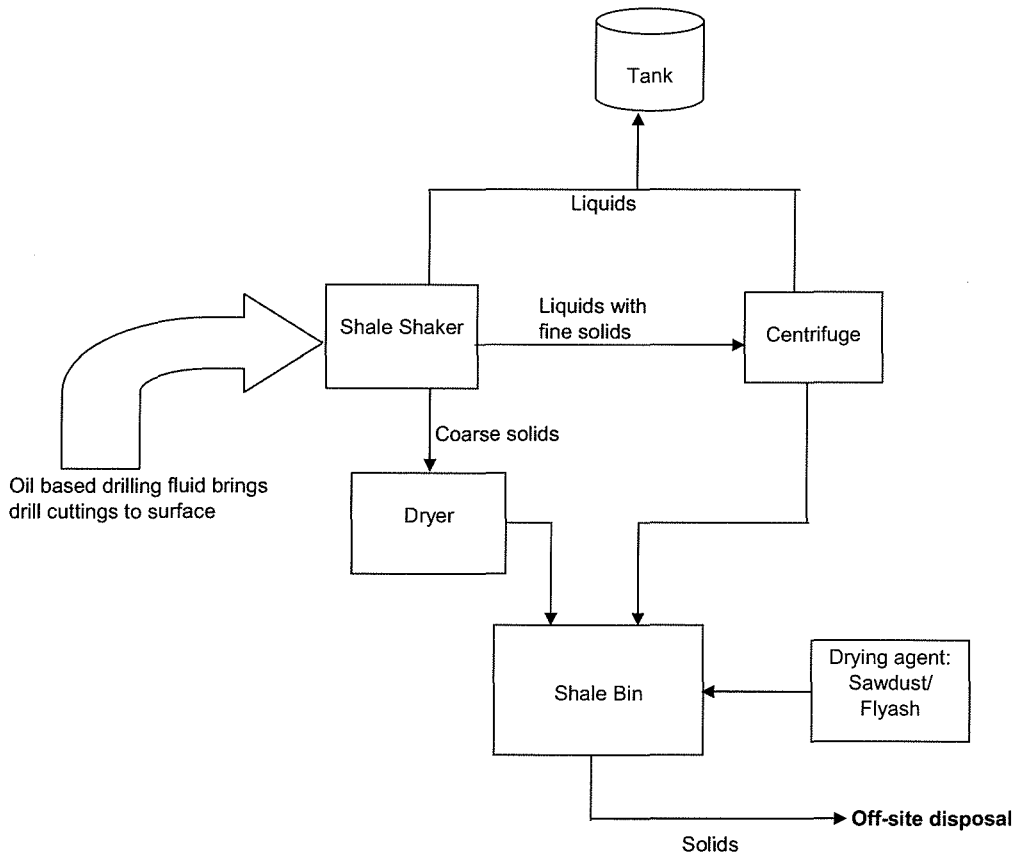 Tank
Liquids
Shale Shaker
Liquids with
fine solids
Centrifuge
Coarse solids
Oil based drilling fluid brings
drill cuttings to surface
Dryer
Shale Bin
Drying agent:
Sawdust/
Flyash
Off-site disposal
Solids